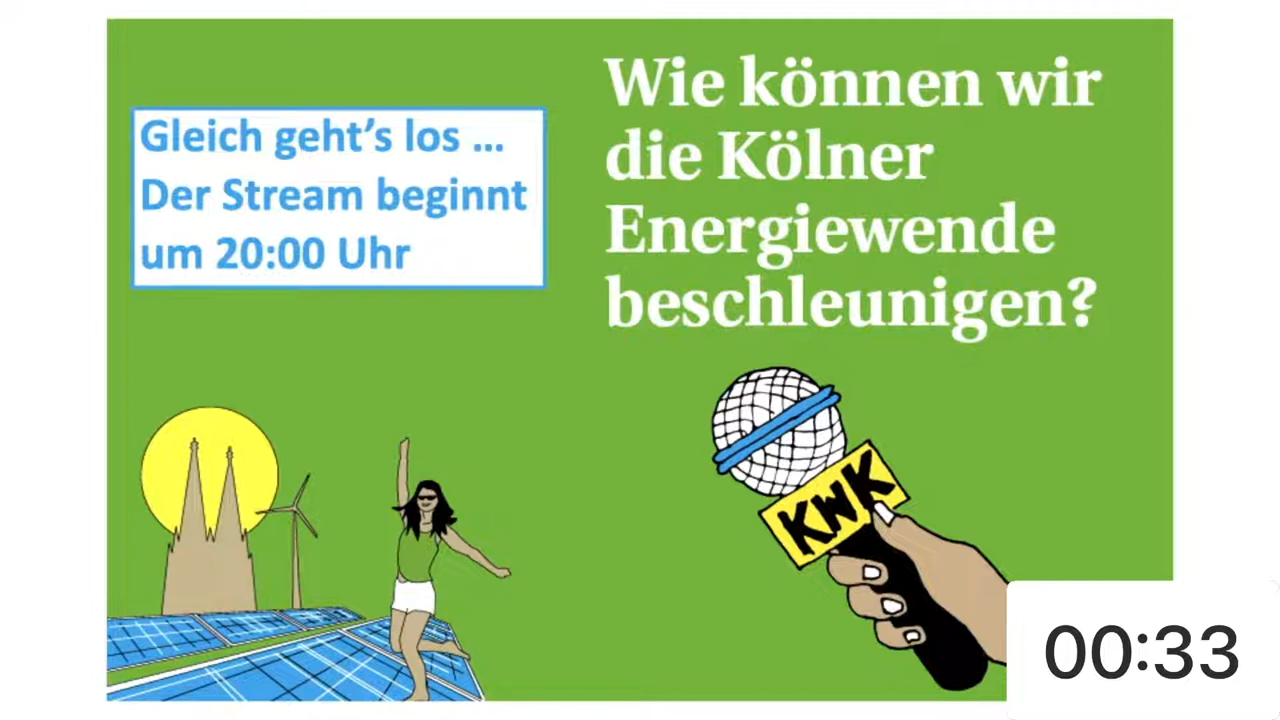 Gleich geht's los ...
Der Stream beginnt
um 20:00 Uhr
Wie können wir
die Kölner
Energiewende
beschleunigen?
KWK
00:33